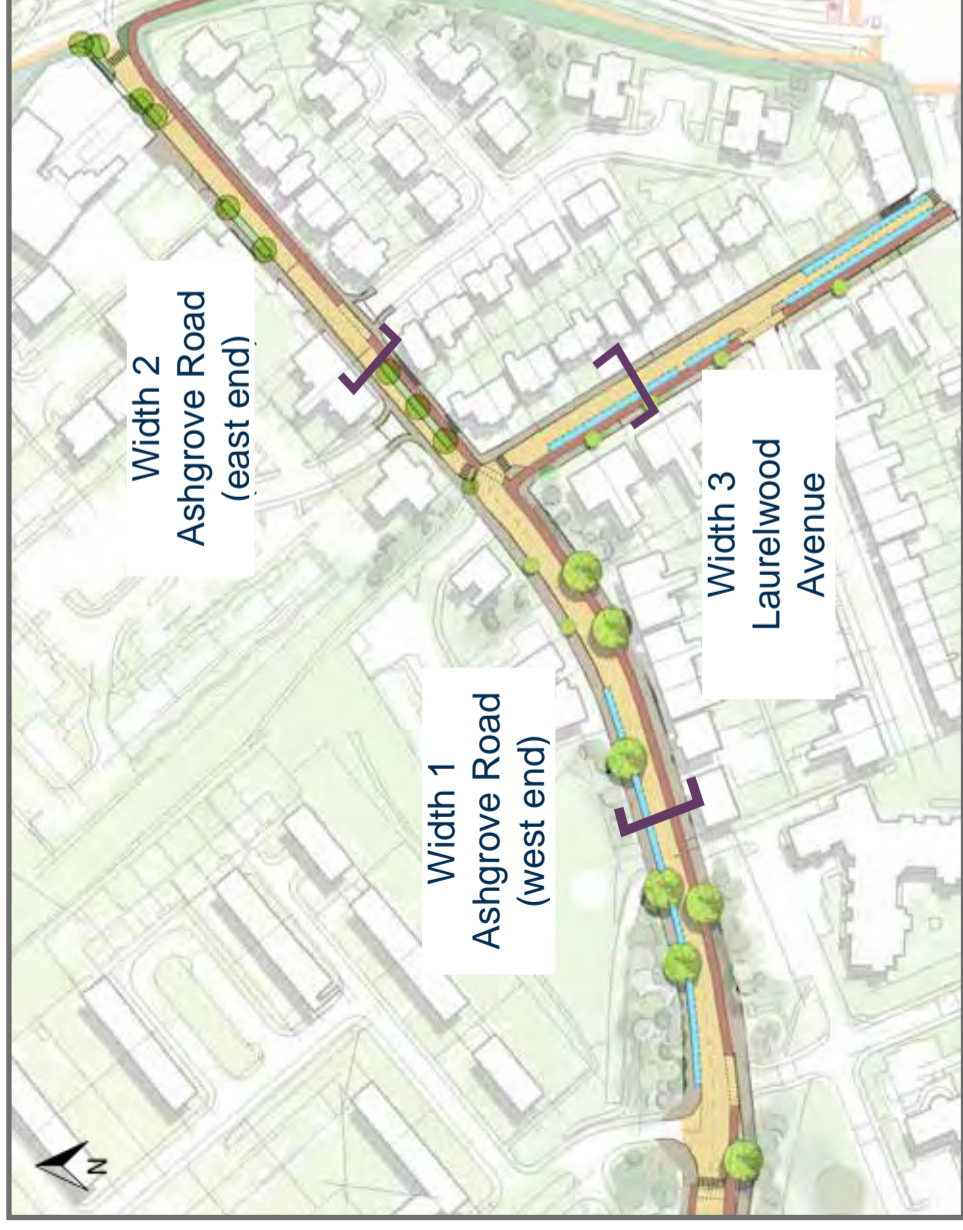 Width 2
Ashgrove Road
(east end)
Width 1
Ashgrove Road
(west end)
Width 3
Laurelwood
Avenue
N